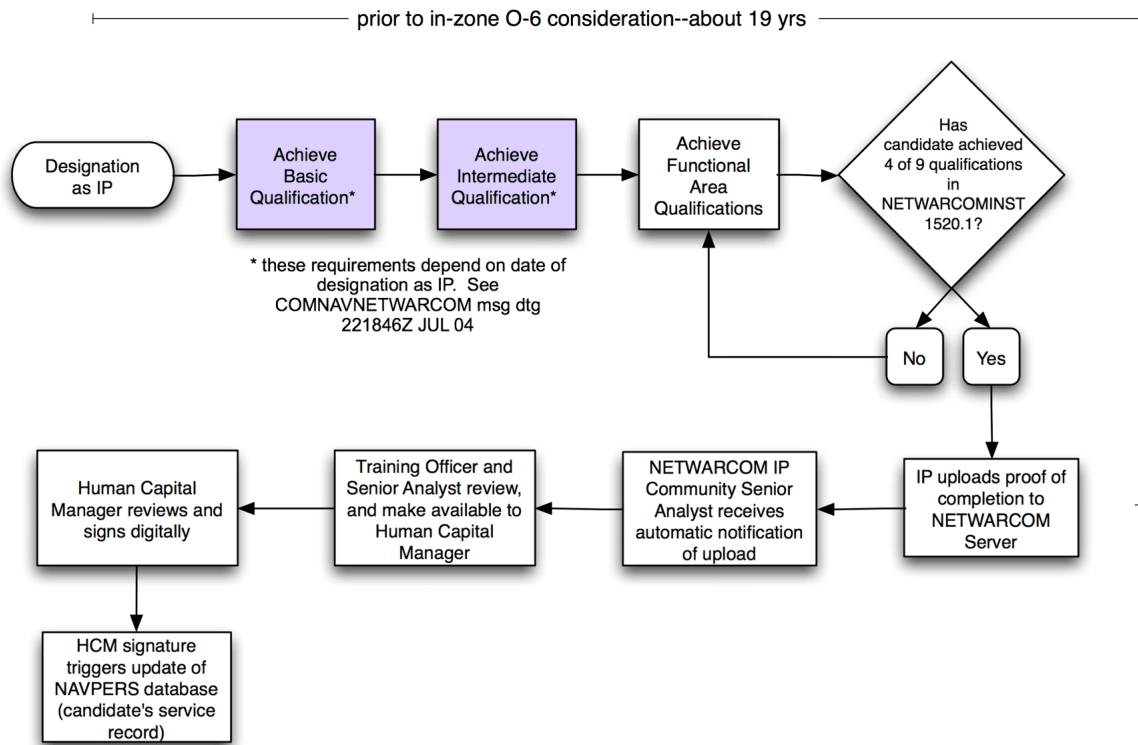 prior to in-zone O-6 consideration--about 19 yrs
Designation
as IP
Achieve
Basic
Qualification*
Achieve
Intermediate
Qualification*
Achieve
Functional
Area
Qualifications
Has
candidate achieved
4 of 9 qualifications
in
NETWARCOMINST
1520.1?
* these requirements depend on date of
designation as IP.  See
COMNAVNETWARCOM msg dtg
221846Z JUL 04
No
Yes
Human Capital
Manager reviews and
signs digitally
Training Officer and
Senior Analyst review,
and make available to
Human Capital
Manager
NETWARCOM IP
Community Senior
Analyst receives
automatic notification
of upload
IP uploads proof of
completion to
NETWARCOM
Server
HCM signature
triggers update of
NAVPERS database
(candidate's service
record)